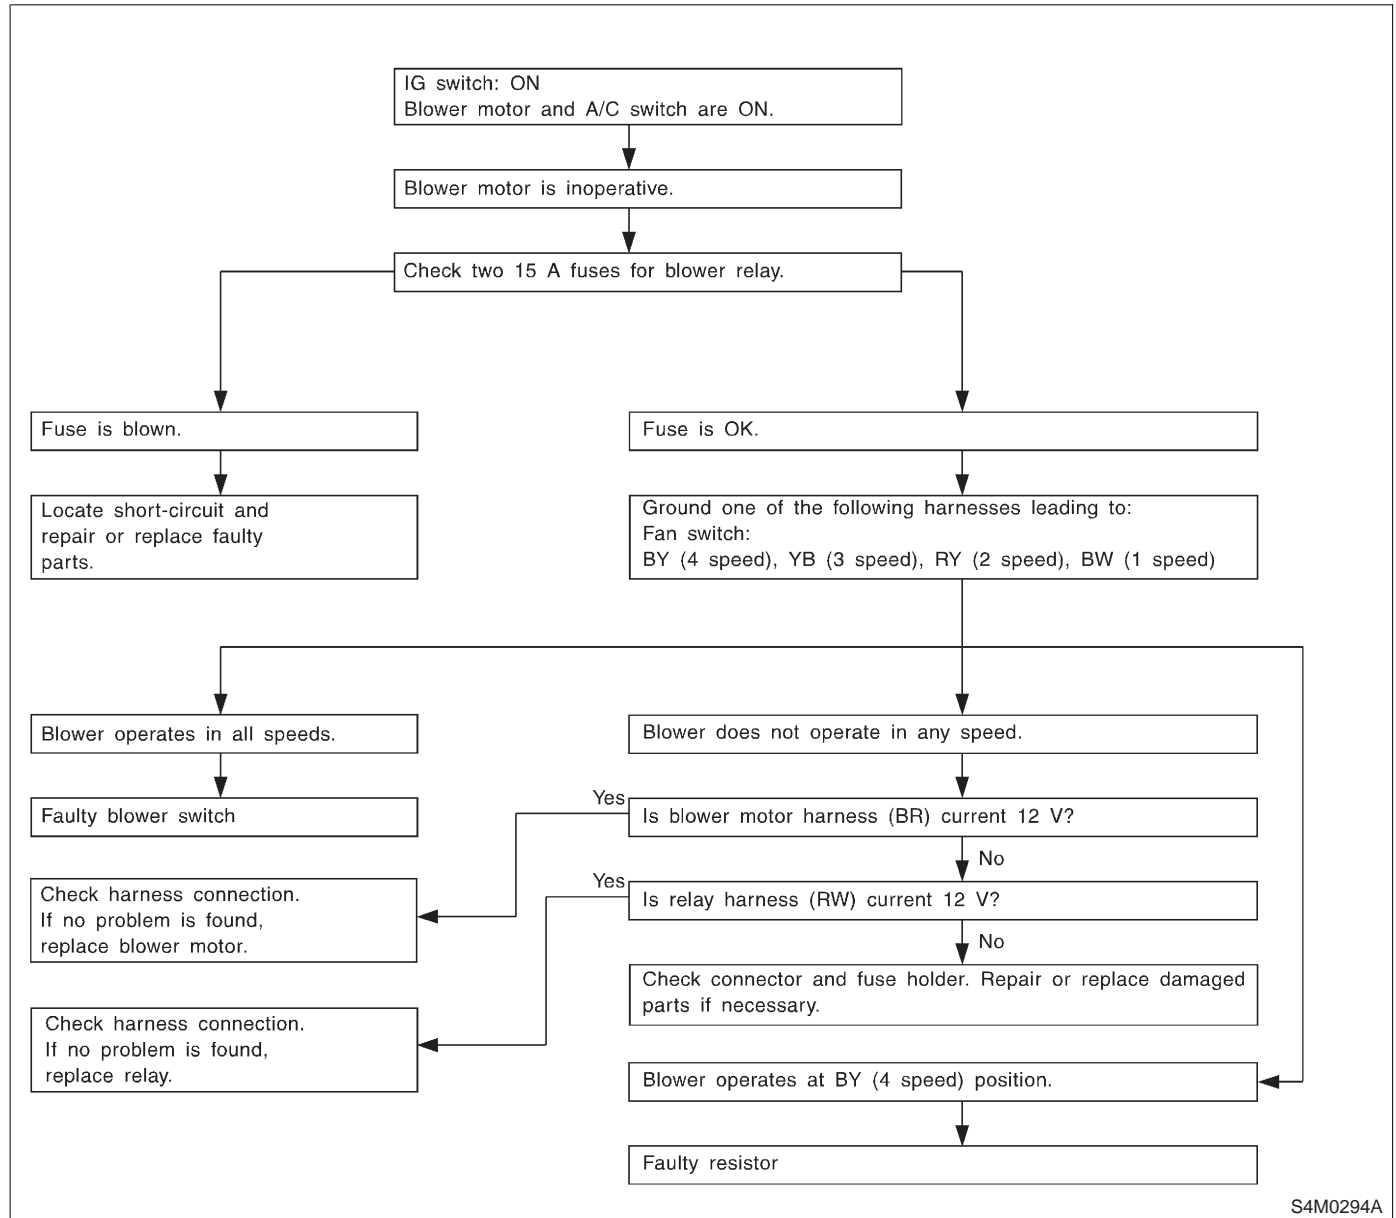 IG switch: ON
Blower motor and A/C switch are ON.
Blower motor is inoperative.
Check two 15 A fuses for blower relay.
Fuse is blown.
Fuse is OK.
Locate short-circuit and
repair or replace faulty
parts.
Ground one of the following harnesses leading to:
Fan switch:
BY (4 speed), YB (3 speed), RY (2 speed), BW (1 speed)
Blower operates in all speeds.
Blower does not operate in any speed.
Faulty blower switch
Yes
Is blower motor harness (BR) current 12 V?
No
Check harness connection.
If no problem is found,
replace blower motor.
Yes
Is relay harness (RW) current 12 V?
No
Check connector and fuse holder. Repair or replace damaged
parts if necessary.
Check harness connection.
If no problem is found,
replace relay.
Blower operates at BY (4 speed) position.
Faulty resistor
S4M0294A